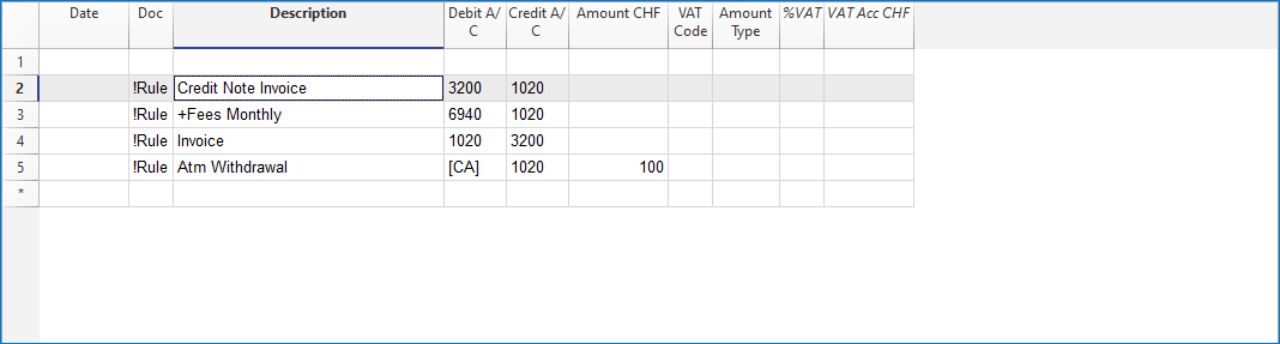 Date Doc Description Debit A/C Credit A/C Amount CHF VAT Code Amount Type %VAT VAT Acc CHF
1
2 !Rule Credit Note Invoice 3200 1020
3 !Rule +Fees Monthly 6940 1020
4 !Rule Invoice 1020 3200
5 !Rule Atm Withdrawal [CA] 1020 100
*